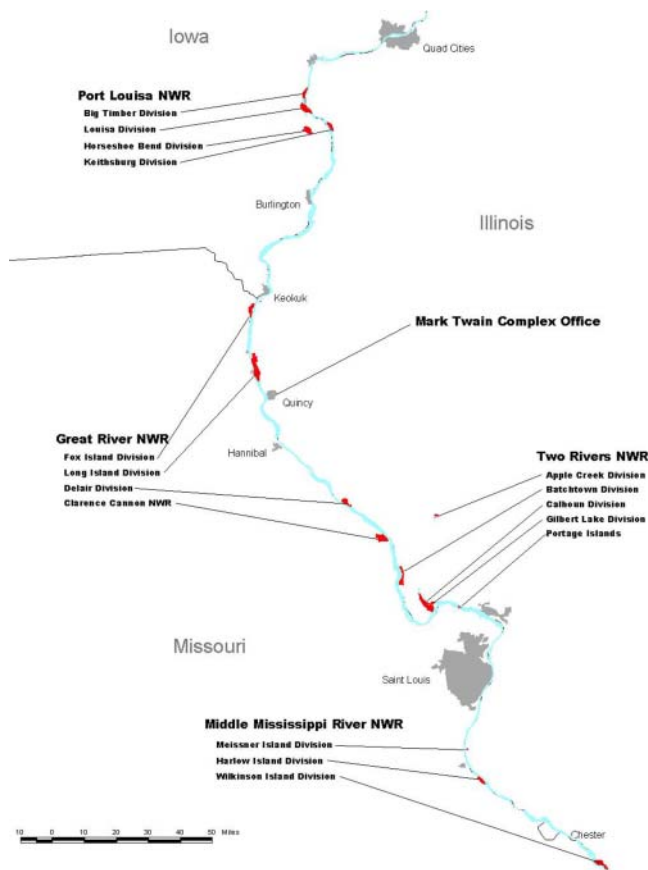 Iowa
Quad Cities
Port Louisa NWR
Big Timber Division
Louisa Division
Horseshoe Bend Division
Keithsburg Division
Burlington
Illinois
Keokuk
Mark Twain Complex Office
Quincy
Great River NWR
Hannibal
Fox Island Division
Long Island Division
Delair Division
Clarence Cannon NWR
Two Rivers NWR
Apple Creek Division
Batchtown Division
Calhoun Division
Gilbert Lake Division
Portage Islands
Missouri
Saint Louis
Middle Mississippi River NWR
Meissner Island Division
Harlow Island Division
Wilkinson Island Division
Chester
10 0 10 20 30 40 50 Miles